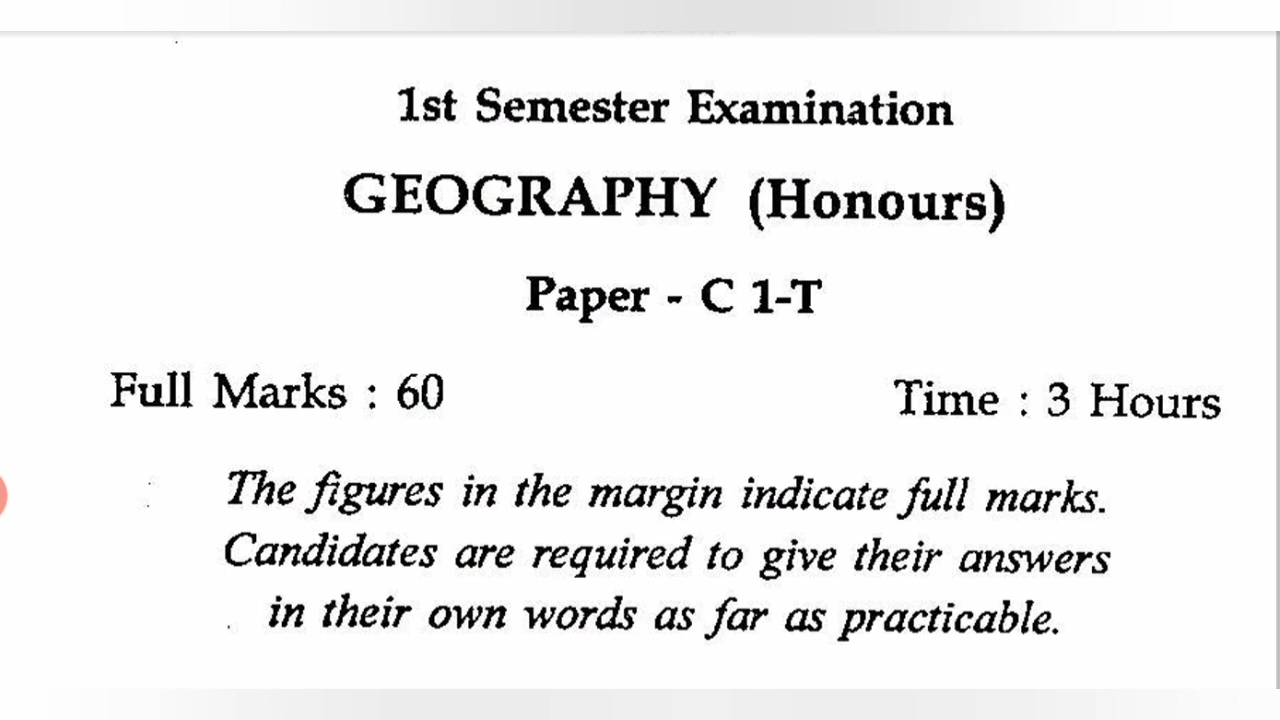 1st Semester Examination
GEOGRAPHY (Honours)
Paper - C 1-T
Full Marks : 60 Time : 3 Hours
The figures in the margin indicate full marks.
Candidates are required to give their answers
in their own words as far as practicable.